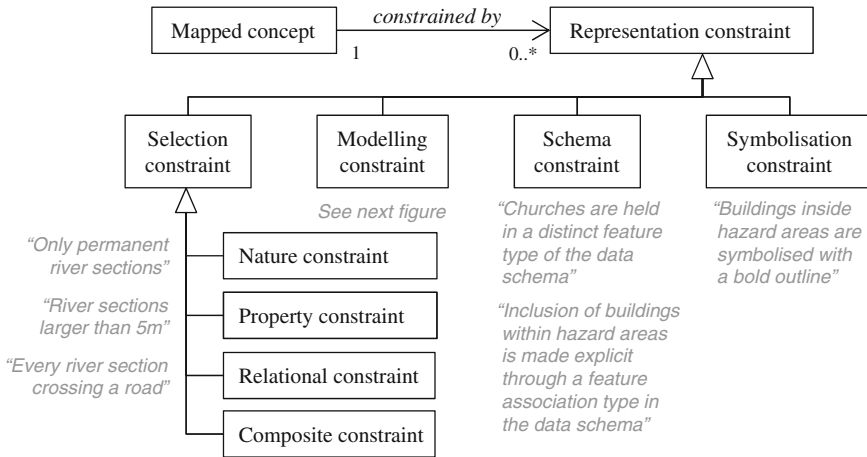 constrained by
Mapped concept
Representation constraint
1
0..*
Selection
constraint
Modelling
constraint
Schema
constraint
Symbolisation
constraint
See next figure
“Churches are held
in a distinct feature
type of the data
schema”
“Buildings inside
hazard areas are
symbolised with
a bold outline”
“Only permanent
river sections”
Nature constraint
“River sections
larger than 5m”
Property constraint
“Inclusion of buildings
within hazard areas
is made explicit
through a feature
association type in
the data schema”
“Every river section
crossing a road”
Relational constraint
Composite constraint